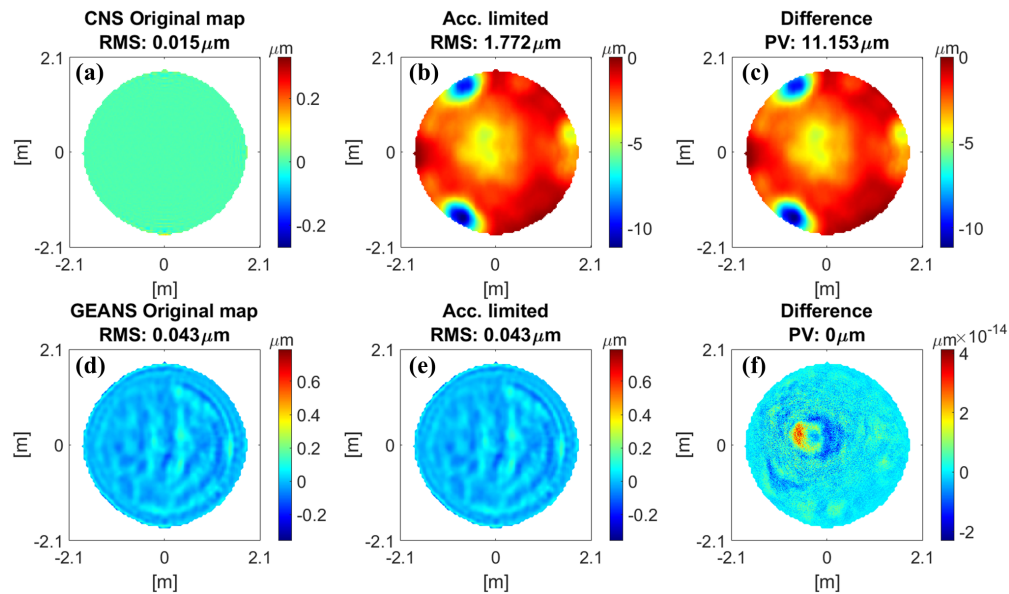 CNS Original map
RMS: 0.015μm
μm
2.1
(a)
0.2
0
[m]
0
-0.2
-2.1
-2.1
0
2.1
[m]
Acc. limited
RMS: 1.772μm
μm
2.1
(b)
0
-5
[m]
0
-10
-2.1
-2.1
0
2.1
[m]
Difference
PV: 11.153μm
μm
2.1
(c)
0
-5
[m]
0
-10
-2.1
-2.1
0
2.1
[m]
GEANS Original map
RMS: 0.043μm
μm
2.1
(d)
0.6
0.4
0.2
[m]
0
0
-0.2
-2.1
-2.1
0
2.1
[m]
Acc. limited
RMS: 0.043μm
μm
2.1
(e)
0.6
0.4
0.2
[m]
0
0
-0.2
-2.1
-2.1
0
2.1
[m]
Difference
PV: 0μm
μm×10-14
2.1
(f)
4
2
[m]
0
0
-2
-2.1
-2.1
0
2.1
[m]